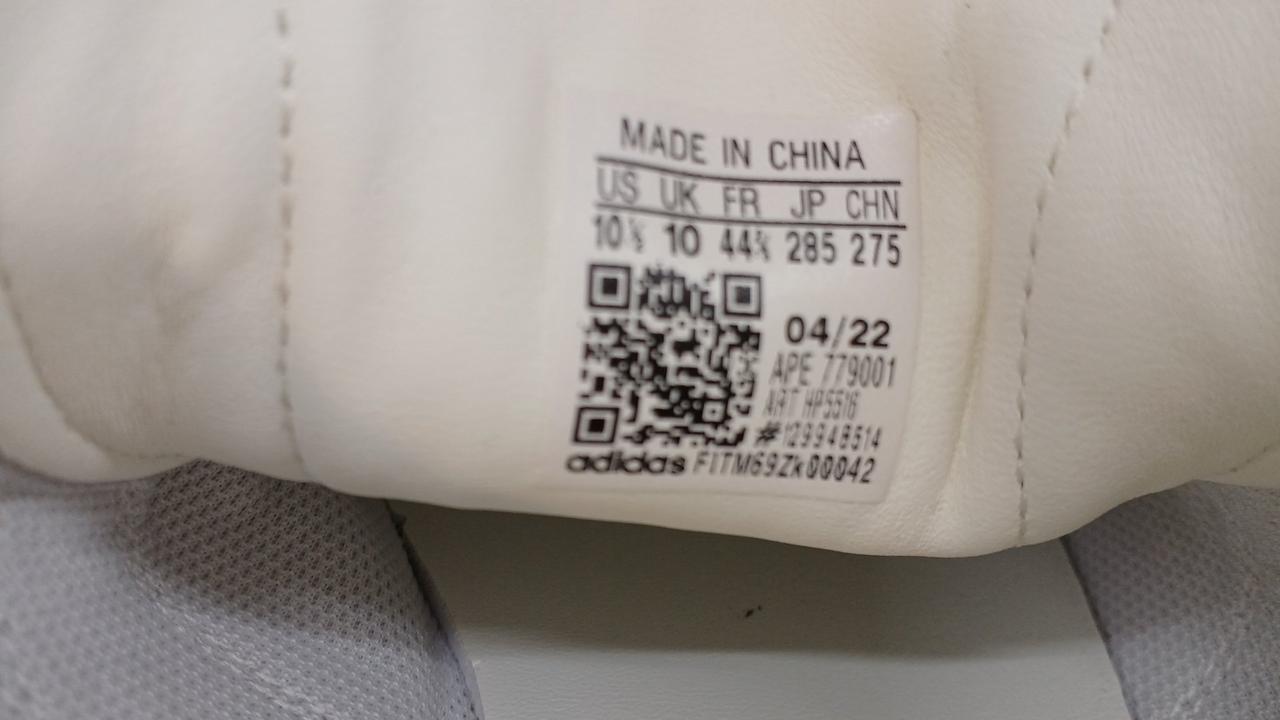 MADE IN CHINA
US UK FR JP CHN
10½ 10 44⅔ 285 275
04/22
APE 779001
ART HP5516
#129948514
adidas FITM69Zk00042